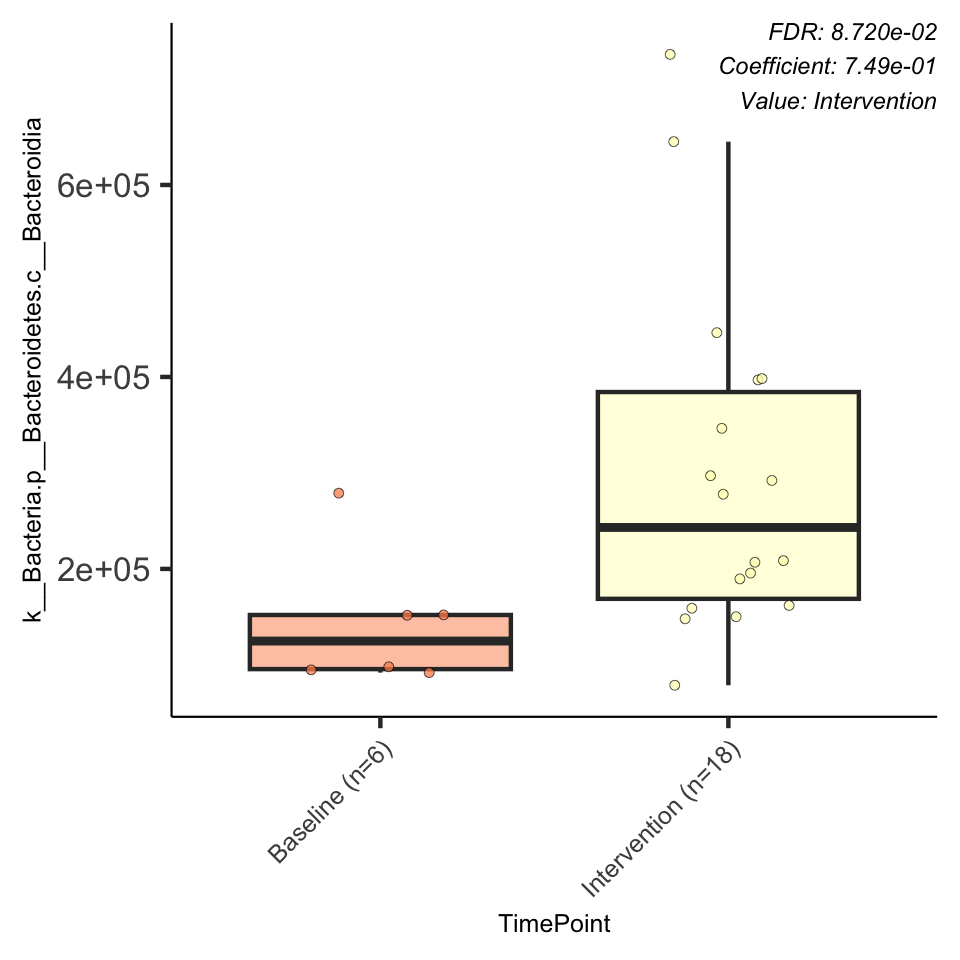 FDR: 8.720e-02
Coefficient: 7.49e-01
Value: Intervention
k__Bacteria.p__Bacteroidetes.c__Bacteroidia
6e+05
4e+05
2e+05
Baseline (n=6)
Intervention (n=18)
TimePoint